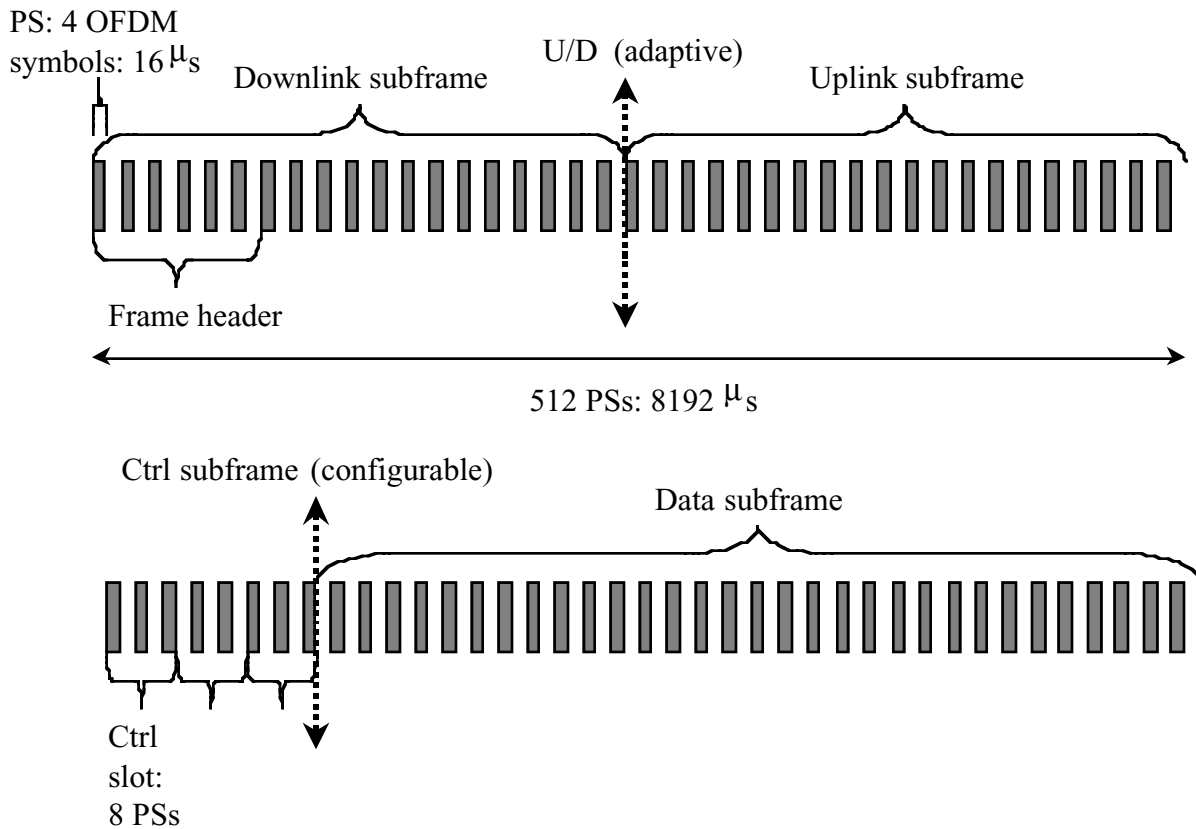 PS: 4 OFDM
symbols: 16 μs
U/D (adaptive)
Downlink subframe
Uplink subframe
Frame header
512 PSs: 8192 μs
Ctrl subframe (configurable)
Data subframe
Ctrl
slot:
8 PSs